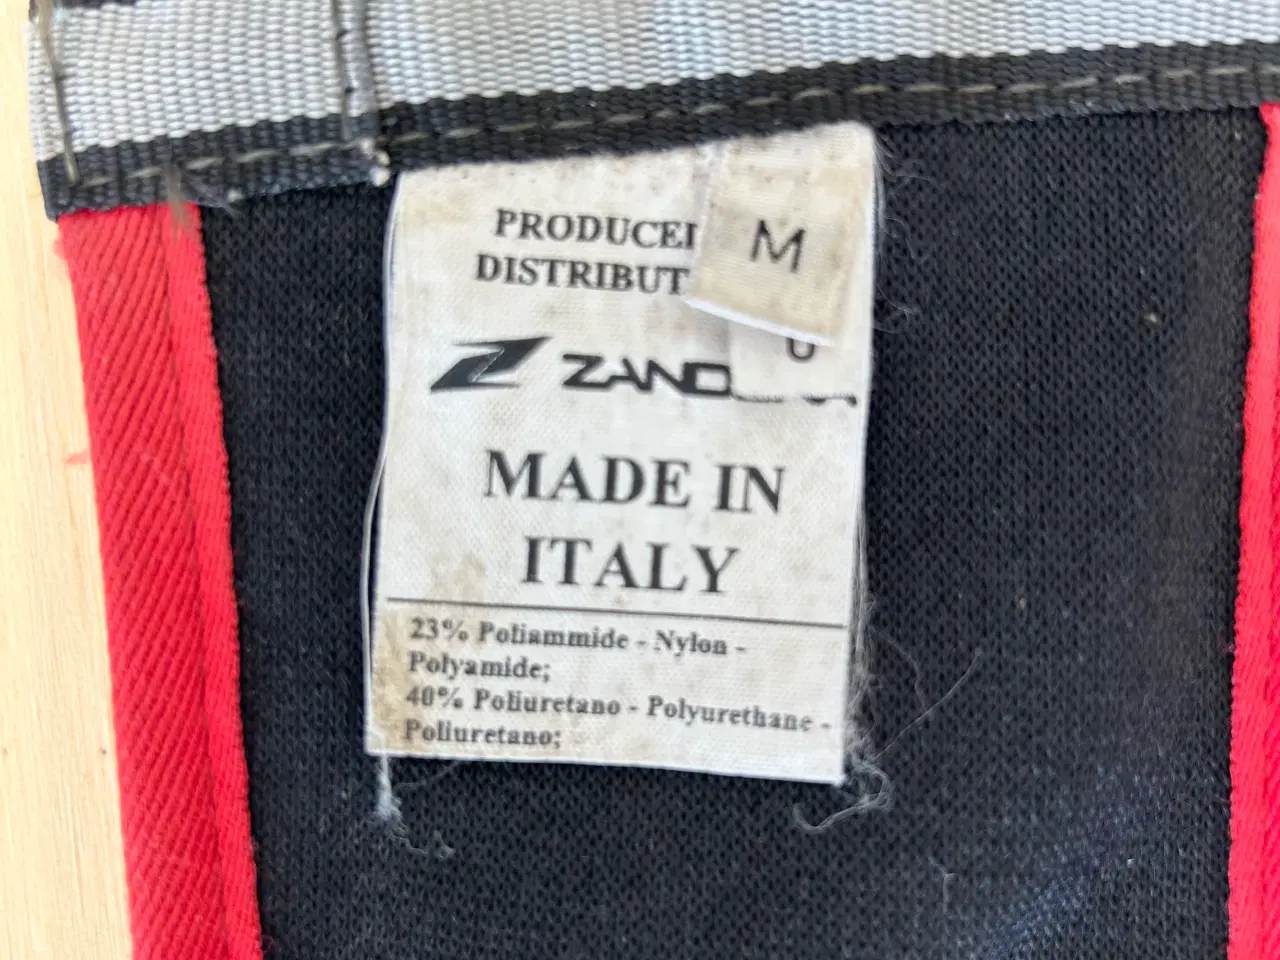 PRODUCE
DISTRIBUT
M
ZAND
MADE IN
ITALY
23% Poliammide - Nylon -
Polyamide;
40% Poliuretano - Polyurethane -
Poliuretano;